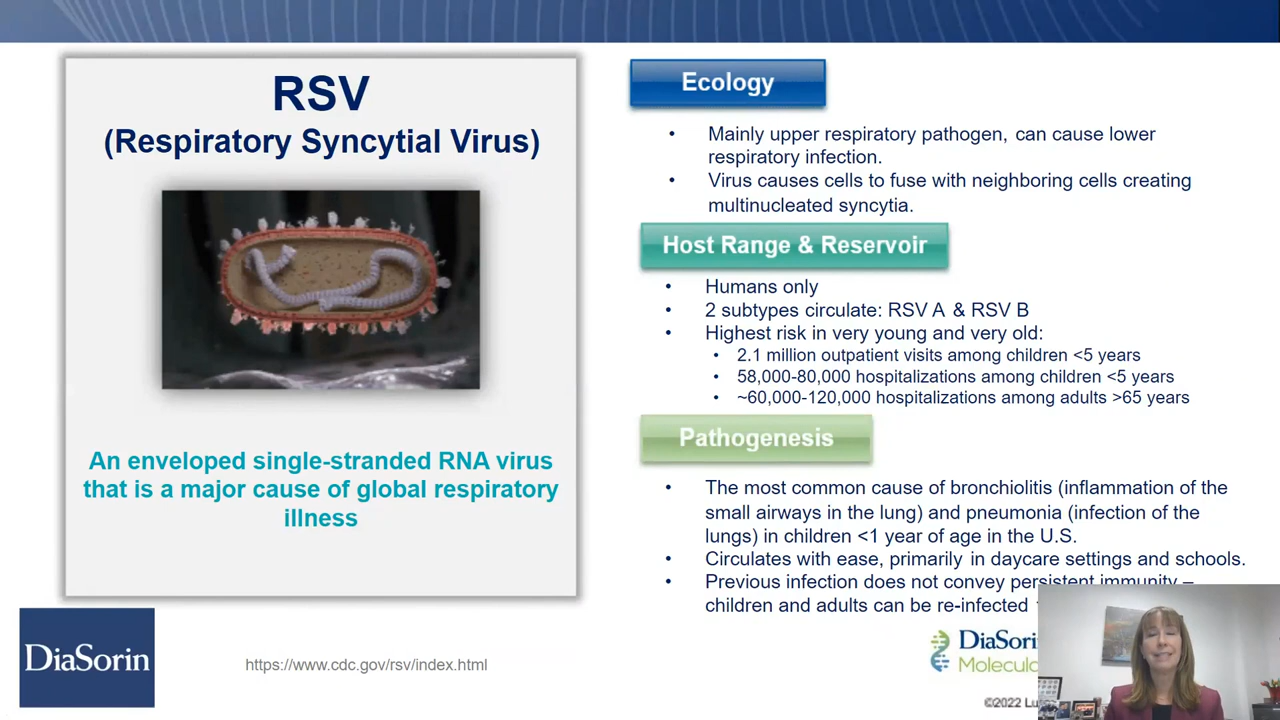 RSV
(Respiratory Syncytial Virus)
An enveloped single-stranded RNA virus
that is a major cause of global respiratory
illness
Ecology
• Mainly upper respiratory pathogen, can cause lower
respiratory infection.
• Virus causes cells to fuse with neighboring cells creating
multinucleated syncytia.
Host Range & Reservoir
• Humans only
• 2 subtypes circulate: RSV A & RSV B
• Highest risk in very young and very old:
• 2.1 million outpatient visits among children <5 years
• 58,000-80,000 hospitalizations among children <5 years
• ~60,000-120,000 hospitalizations among adults >65 years
Pathogenesis
• The most common cause of bronchiolitis (inflammation of the
small airways in the lung) and pneumonia (infection of the
lungs) in children <1 year of age in the U.S.
• Circulates with ease, primarily in daycare settings and schools.
• Previous infection does not convey persistent immunity –
children and adults can be re-infected
DiaSorin
https://www.cdc.gov/rsv/index.html
©2022